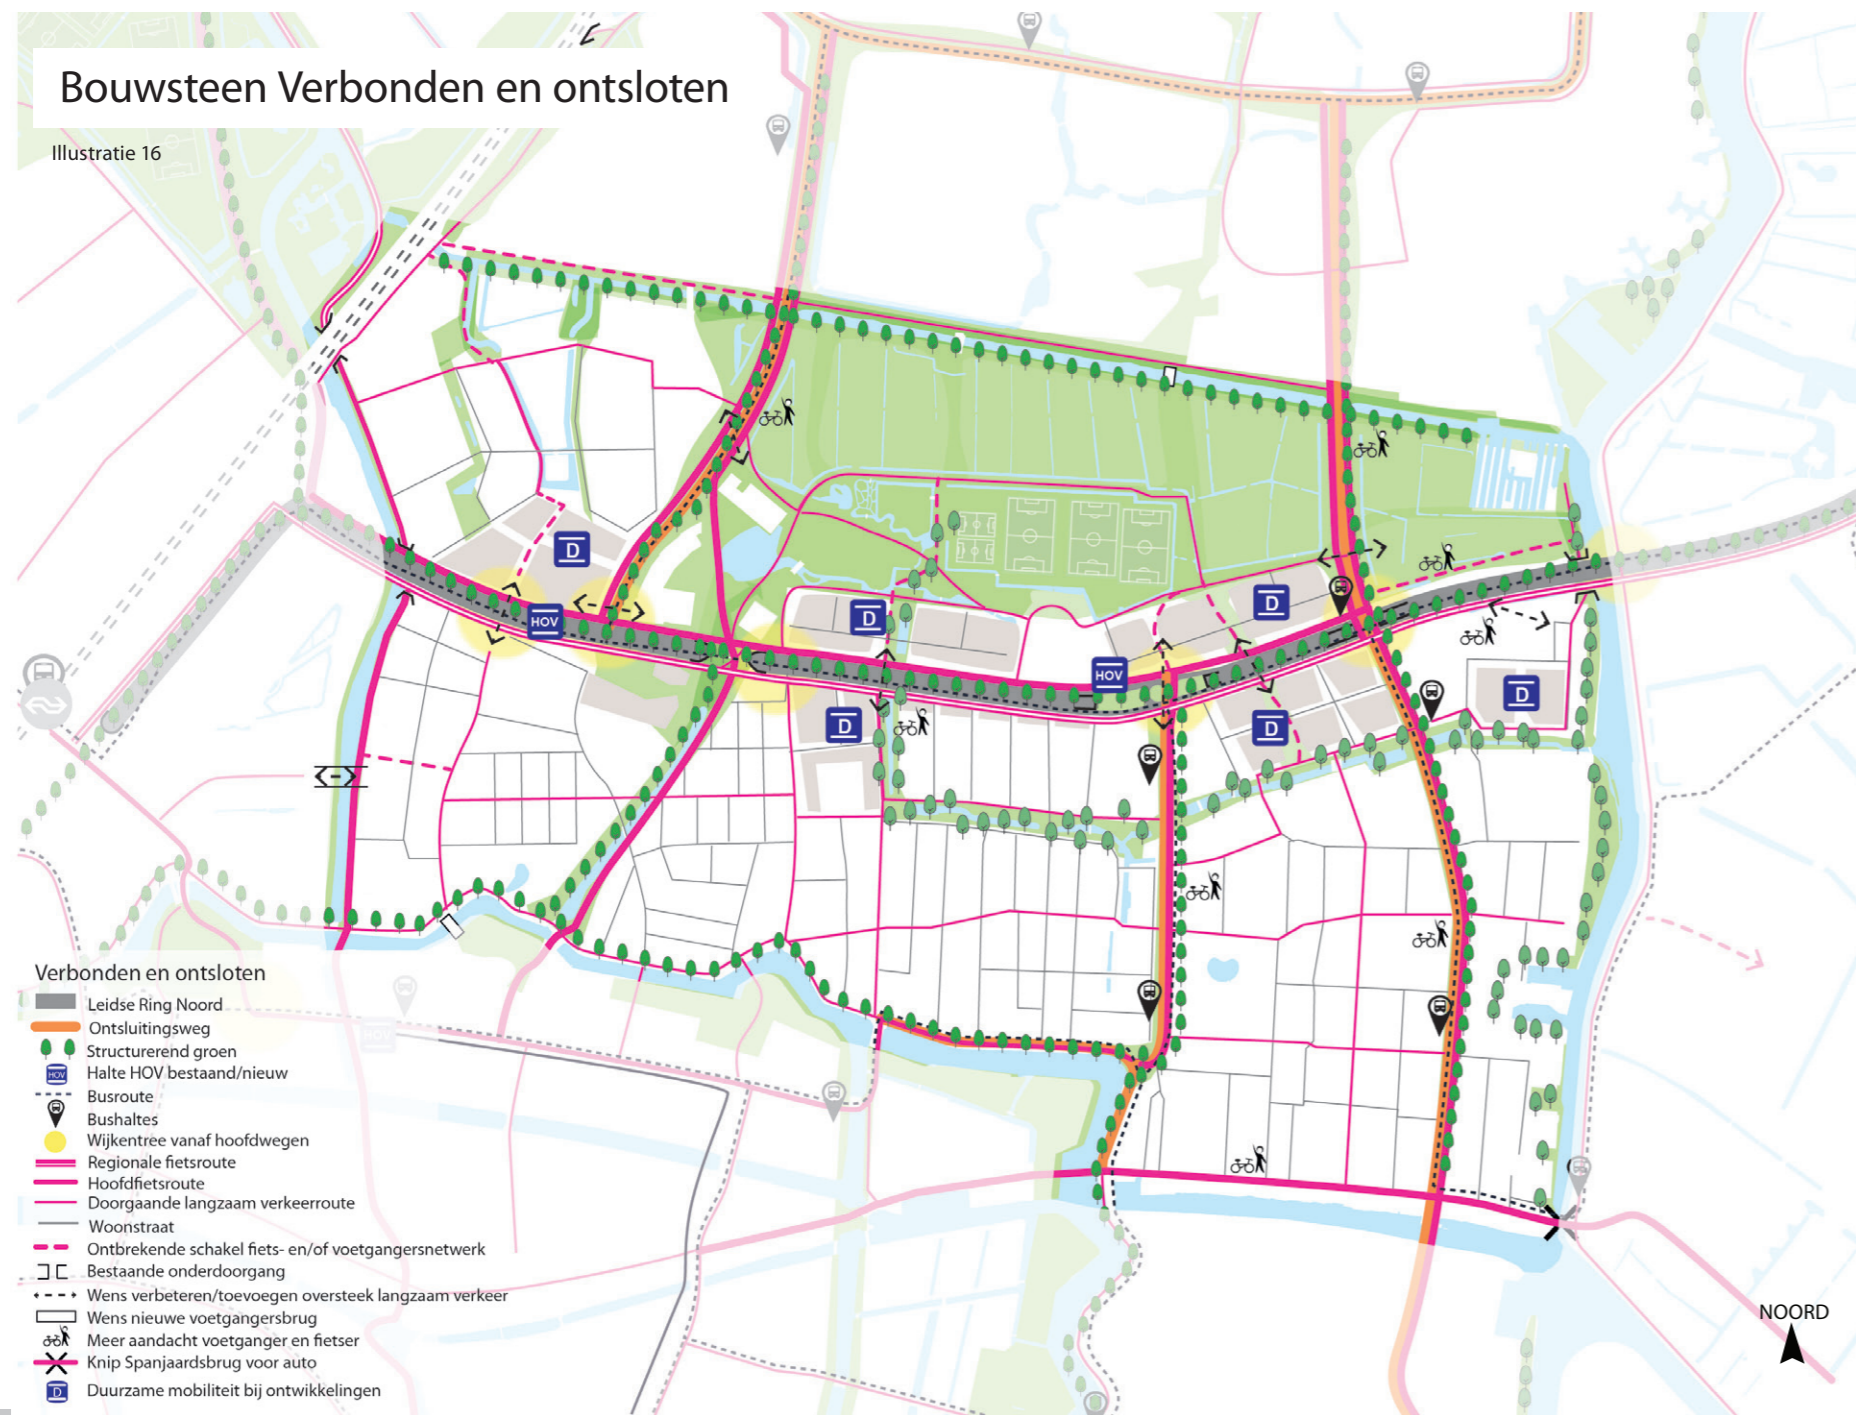 Bouwsteen Verbonden en ontsloten
Illustratie 16
D
HOV
D
D
HOV
D
D
D
HOV
NOORD
Verbonden en ontsloten
Leidse Ring Noord
Ontsluitingsweg
Structurerend groen
HOV
Halte HOV bestaand/nieuw
Busroute
Bushaltes
Wijkentree vanaf hoofdwegen
Regionale fietsroute
Hoofdfietsroute
Doorgaande langzaam verkeerroute
Woonstraat
Ontbrekende schakel fiets- en/of voetgangersnetwerk
Bestaande onderdoorgang
Wens verbeteren/toevoegen oversteek langzaam verkeer
Wens nieuwe voetgangersbrug
Meer aandacht voetganger en fietser
Knip Spanjaardsbrug voor auto
D
Duurzame mobiliteit bij ontwikkelingen